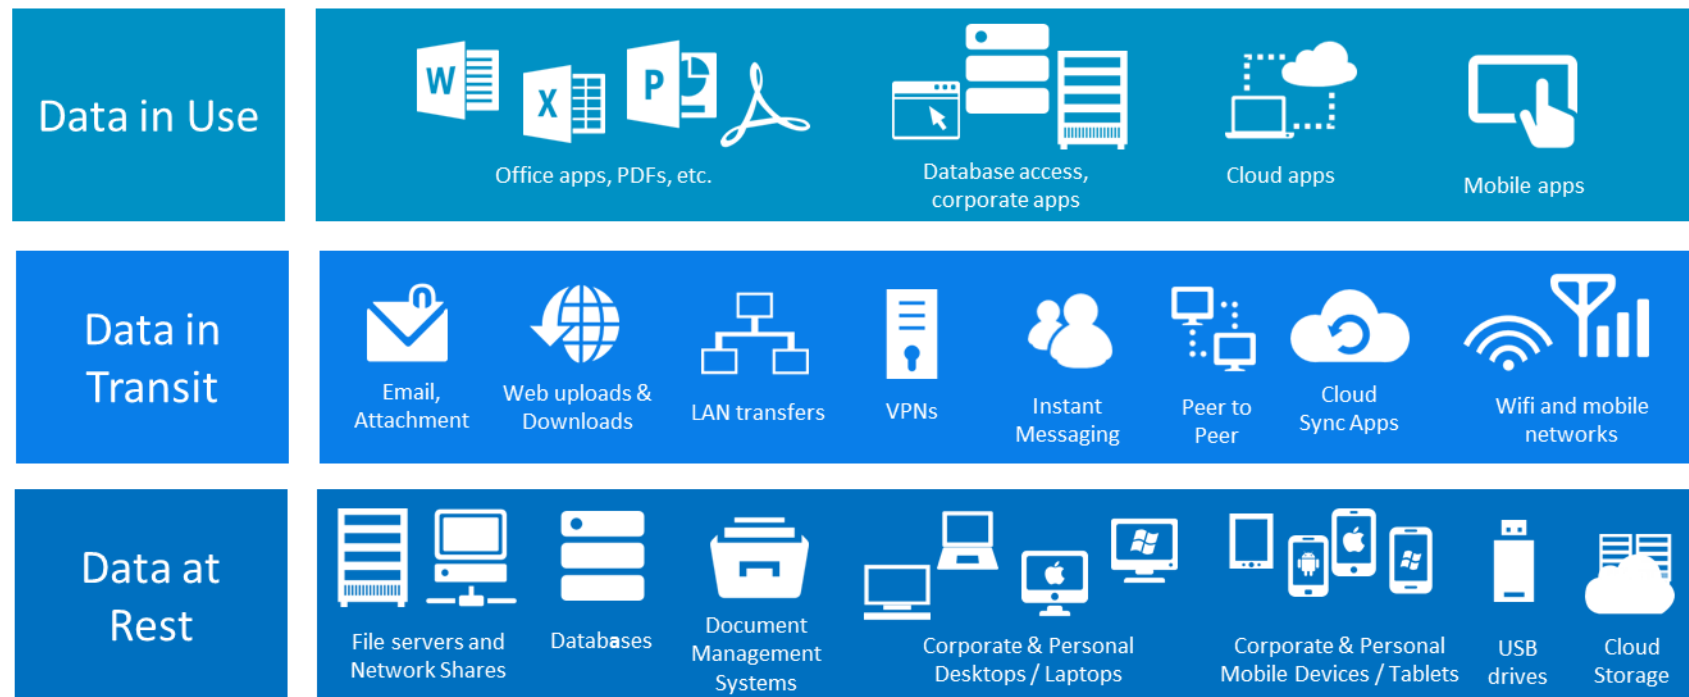 Data in Use
W
X
P
Office apps, PDFs, etc.
Database access,
corporate apps
Cloud apps
Mobile apps
Data in
Transit
Email,
Attachment
Web uploads &
Downloads
LAN transfers
VPNs
Instant
Messaging
Peer to
Peer
Cloud
Sync Apps
Wifi and mobile
networks
Data at
Rest
File servers and
Network Shares
Databases
Document
Management
Systems
Corporate & Personal
Desktops / Laptops
Corporate & Personal
Mobile Devices / Tablets
USB
drives
Cloud
Storage